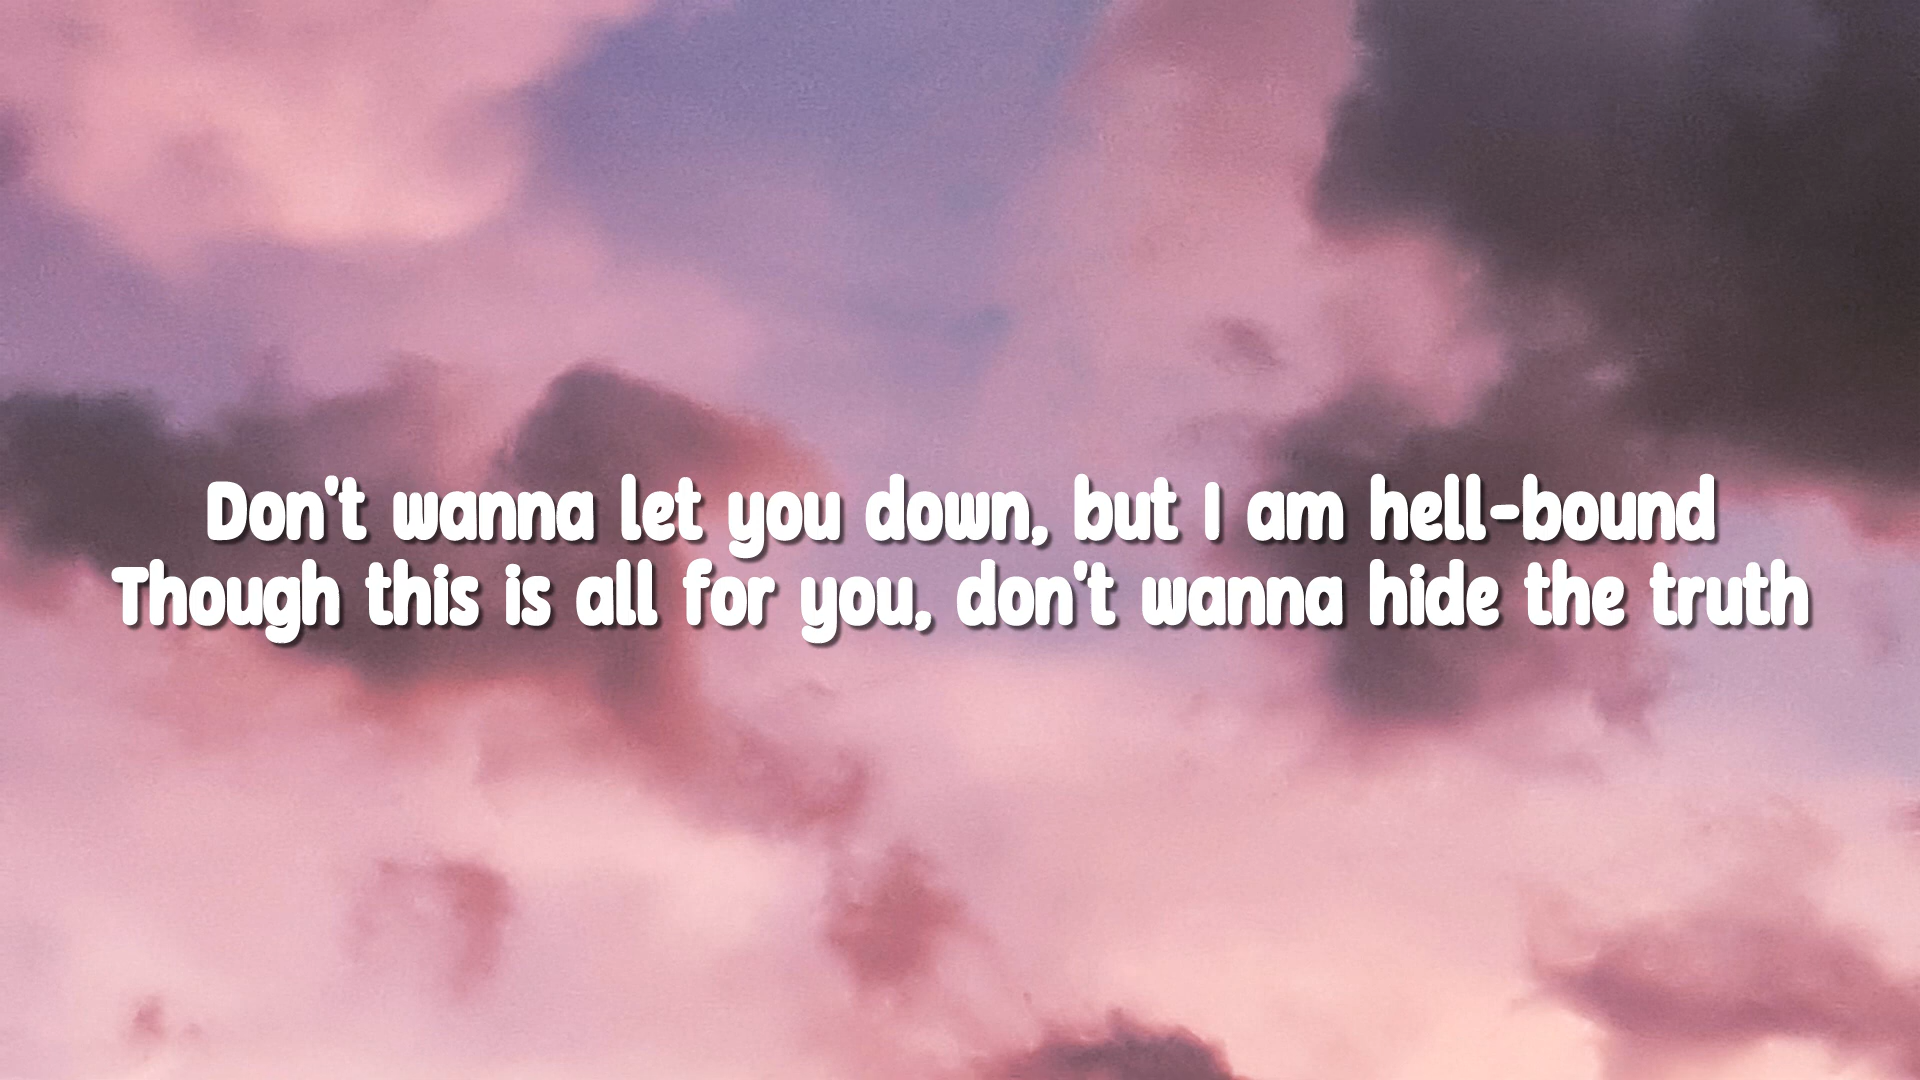 Don't wanna let you down, but I am hell-bound
Though this is all for you, don't wanna hide the truth